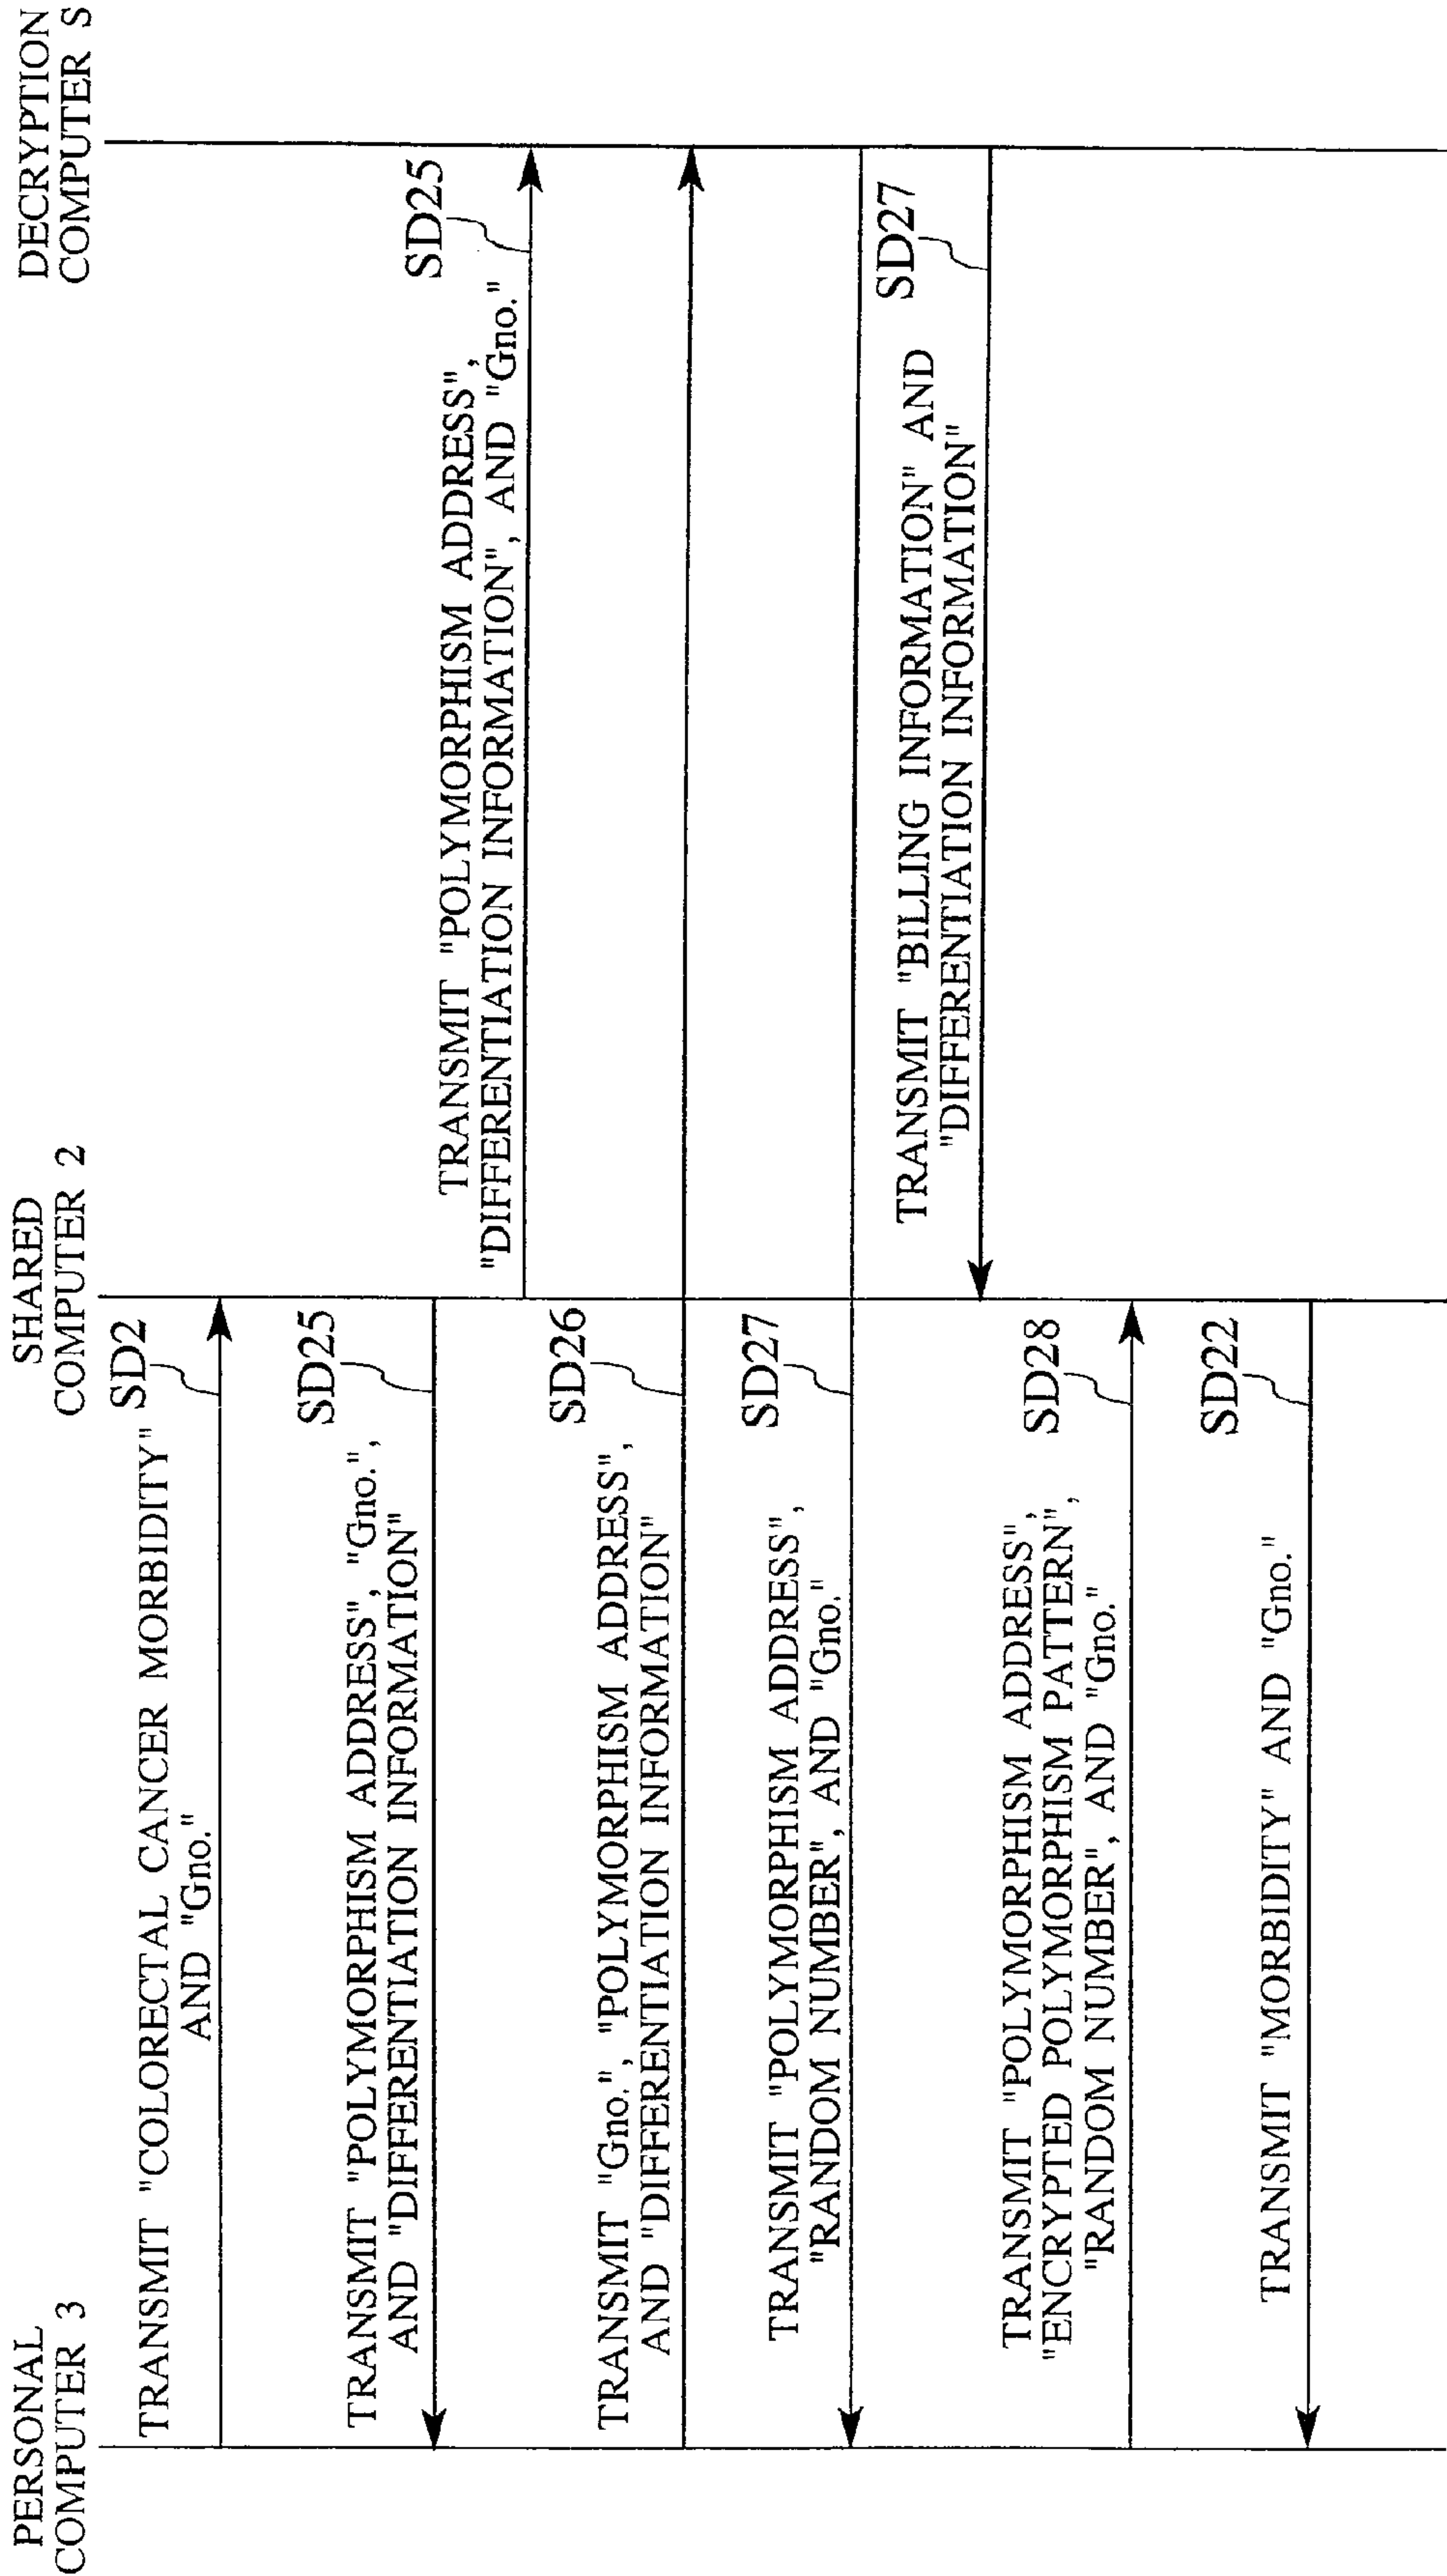 PERSONAL
COMPUTER 3
SHARED
COMPUTER 2
DECRYPTION
COMPUTER S
TRANSMIT "COLORECTAL CANCER MORBIDITY"
AND "Gno."
SD2
TRANSMIT "POLYMORPHISM ADDRESS", "Gno.",
AND "DIFFERENTIATION INFORMATION"
SD25
TRANSMIT "POLYMORPHISM ADDRESS",
"DIFFERENTIATION INFORMATION", AND "Gno."
SD25
TRANSMIT "Gno.", "POLYMORPHISM ADDRESS",
AND "DIFFERENTIATION INFORMATION"
SD26
TRANSMIT "POLYMORPHISM ADDRESS",
"RANDOM NUMBER", AND "Gno."
SD27
TRANSMIT "BILLING INFORMATION" AND
"DIFFERENTIATION INFORMATION"
SD27
TRANSMIT "POLYMORPHISM ADDRESS",
"ENCRYPTED POLYMORPHISM PATTERN",
"RANDOM NUMBER", AND "Gno."
SD28
TRANSMIT "MORBIDITY" AND "Gno."
SD22